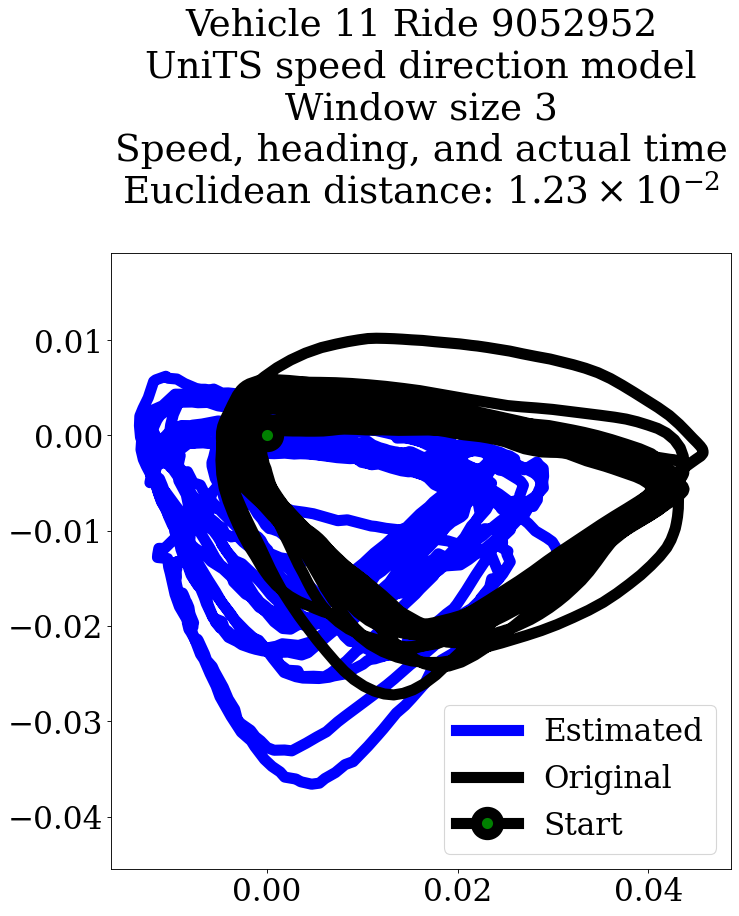 Vehicle 11 Ride 9052952
UniTS speed direction model
Window size 3
Speed, heading, and actual time
Euclidean distance: 1.23 × 10⁻²
0.01
0.00
−0.01
−0.02
−0.03
−0.04
Estimated
Original
Start
0.00 0.02 0.04